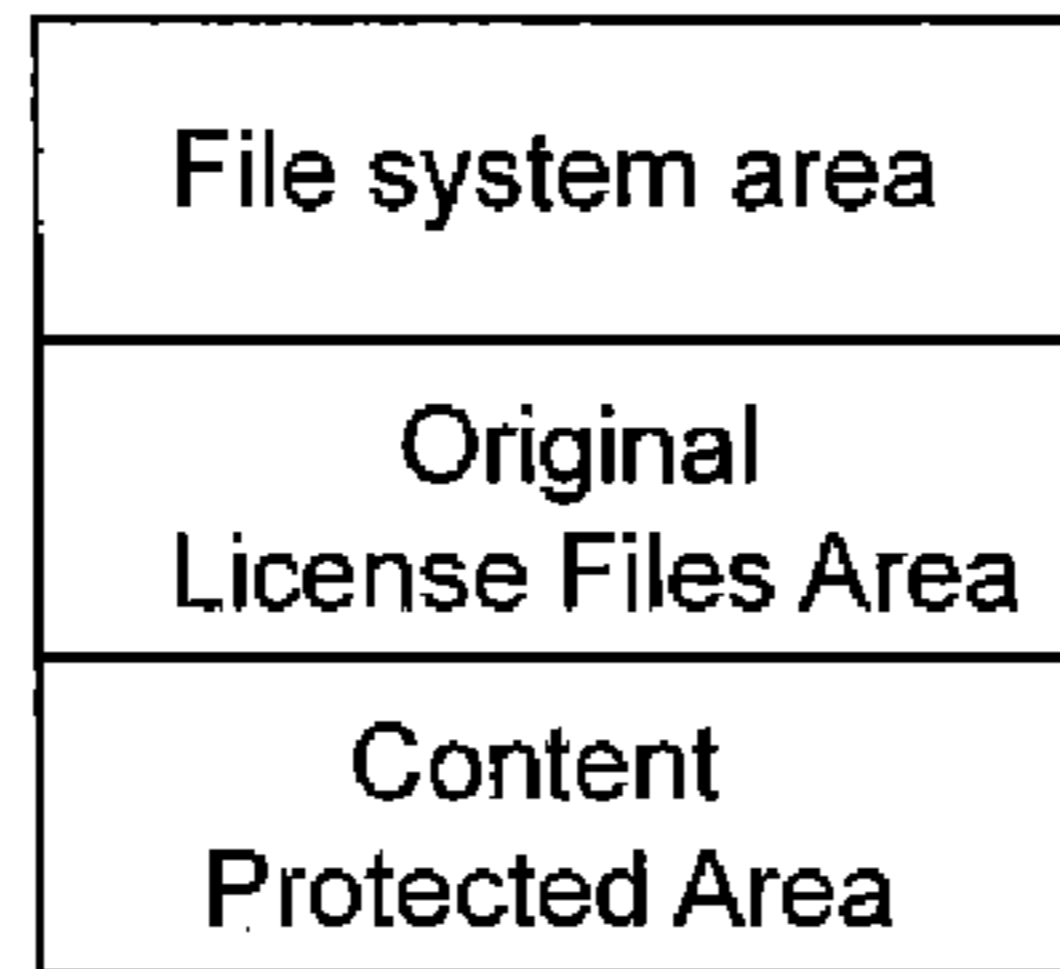 File system area
Original
License Files Area
Content
Protected Area